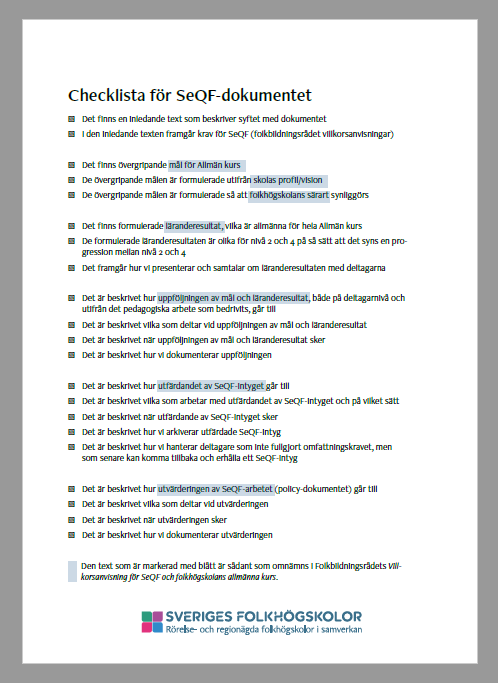 Checklista för SeQF-dokumentet
Det finns en inledande text som beskriver syftet med dokumentet
I den inledande texten framgår krav för SeQF (folkbildningsrådet villkorsanvisningar)
Det finns övergripande mål för Allmän kurs
De övergripande målen är formulerade utifrån skolas profil/vision
De övergripande målen är formulerade så att folkhögskolans särart synliggörs
Det finns formulerade läranderesultat, vilka är allmänna för hela Allmän kurs
De formulerade läranderesultaten är olika för nivå 2 och 4 på så sätt att det syns en pro-
gression mellan nivå 2 och 4
Det framgår hur vi presenterar och samtalar om läranderesultaten med deltagarna
Det är beskrivet hur uppföljningen av mål och läranderesultat, både på deltagarnivå och
utifrån det pedagogiska arbete som bedrivits, går till
Det är beskrivet vilka som deltar vid uppföljningen av mål och läranderesultat
Det är beskrivet när uppföljningen av mål och läranderesultat sker
Det är beskrivet hur vi dokumenterar uppföljningen
Det är beskrivet hur utfärdandet av SeQF-intyget går till
Det är beskrivet vilka som arbetar med utfärdandet av SeQF-intyget och på vilket sätt
Det är beskrivet när utfärdande av SeQF-intyget sker
Det är beskrivet hur vi arkiverar utfärdade SeQF-intyg
Det är beskrivet hur vi hanterar deltagare som inte fullgjort omfattningskravet, men
som senare kan komma tillbaka och erhålla ett SeQF-intyg
Det är beskrivet hur utvärderingen av SeQF-arbetet (policy-dokumentet) går till
Det är beskrivet vilka som deltar vid utvärderingen
Det är beskrivet när utvärderingen sker
Det är beskrivet hur vi dokumenterar utvärderingen
Den text som är markerad med blått är sådant som omnämns i Folkbildningsrådets Vill-
korsanvisning för SeQF och folkhögskolans allmänna kurs.
SVERIGES FOLKHÖGSKOLOR
Rörelse- och regionägda folkhögskolor i samverkan